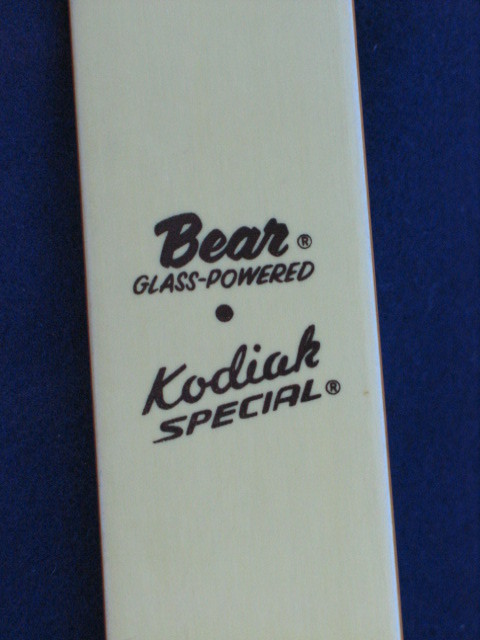 Bear ®
GLASS-POWERED
•
Kodiak
SPECIAL®